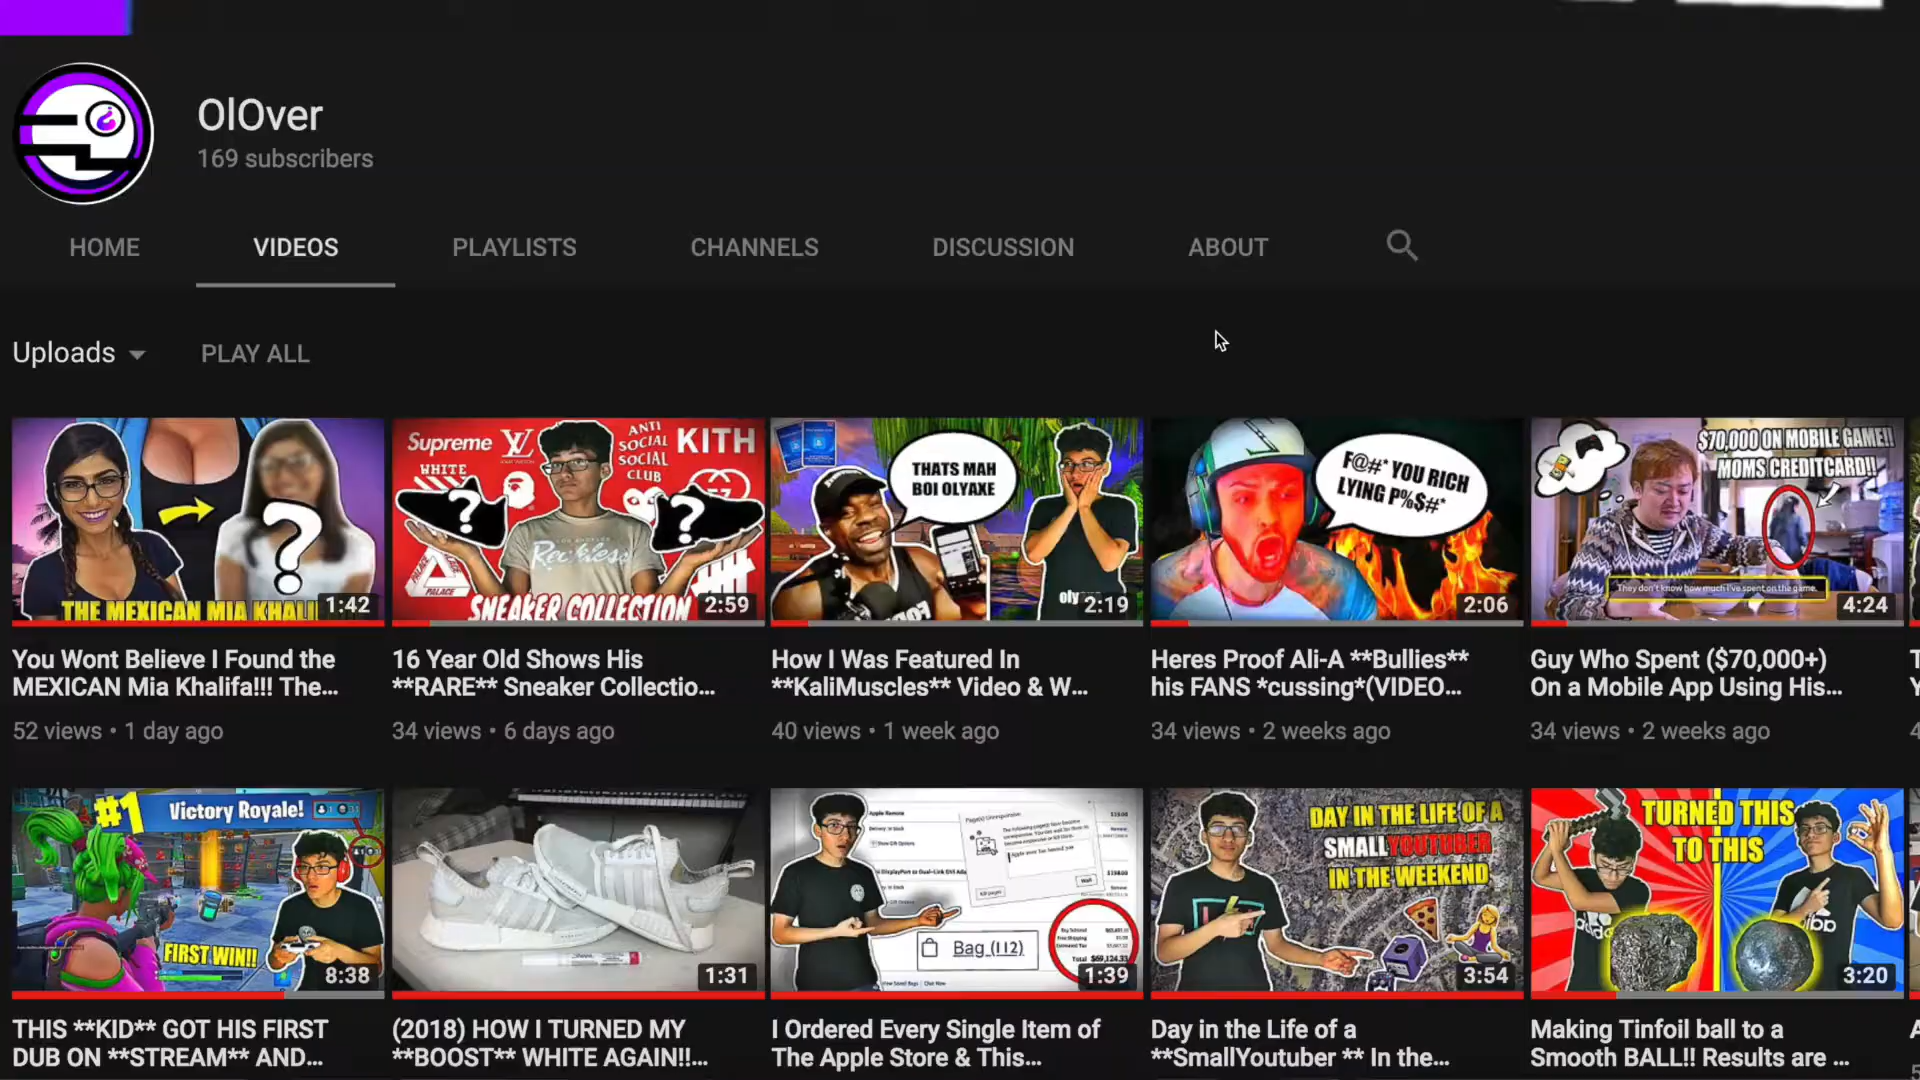 OlOver
169 subscribers
HOME VIDEOS PLAYLISTS CHANNELS DISCUSSION ABOUT
Uploads PLAY ALL
THE MEXICAN MIA KHALI
1:42
Supreme LV ANTI SOCIAL SOCIAL CLUB KITH
WHITE
?
?
Reckless
PALACE
SNEAKER COLLECTION
2:59
THATS MAH
BOI OLYAXE
oly
2:19
F@#* YOU RICH
LYING P%$#*
2:06
$70,000 ON MOBILE GAME!!
MOMS CREDITCARD!!
They don't know how much I've spent on the game.
4:24
You Wont Believe I Found the
MEXICAN Mia Khalifa!!! The...
52 views • 1 day ago
16 Year Old Shows His
**RARE** Sneaker Collectio...
34 views • 6 days ago
How I Was Featured In
**KaliMuscles** Video & W...
40 views • 1 week ago
Heres Proof Ali-A **Bullies**
his FANS *cussing*(VIDEO...
34 views • 2 weeks ago
Guy Who Spent ($70,000+)
On a Mobile App Using His...
34 views • 2 weeks ago
#1 Victory Royale!
FIRST WIN!!
8:38
1:31
Bag (112)
Total $69,124.33
1:39
DAY IN THE LIFE OF A
SMALL YOUTUBER
IN THE WEEKEND
3:54
TURNED THIS
TO THIS
3:20
THIS **KID** GOT HIS FIRST
DUB ON **STREAM** AND...
(2018) HOW I TURNED MY
**BOOST** WHITE AGAIN!!...
I Ordered Every Single Item of
The Apple Store & This...
Day in the Life of a
**SmallYoutuber ** In the...
Making Tinfoil ball to a
Smooth BALL!! Results are ...